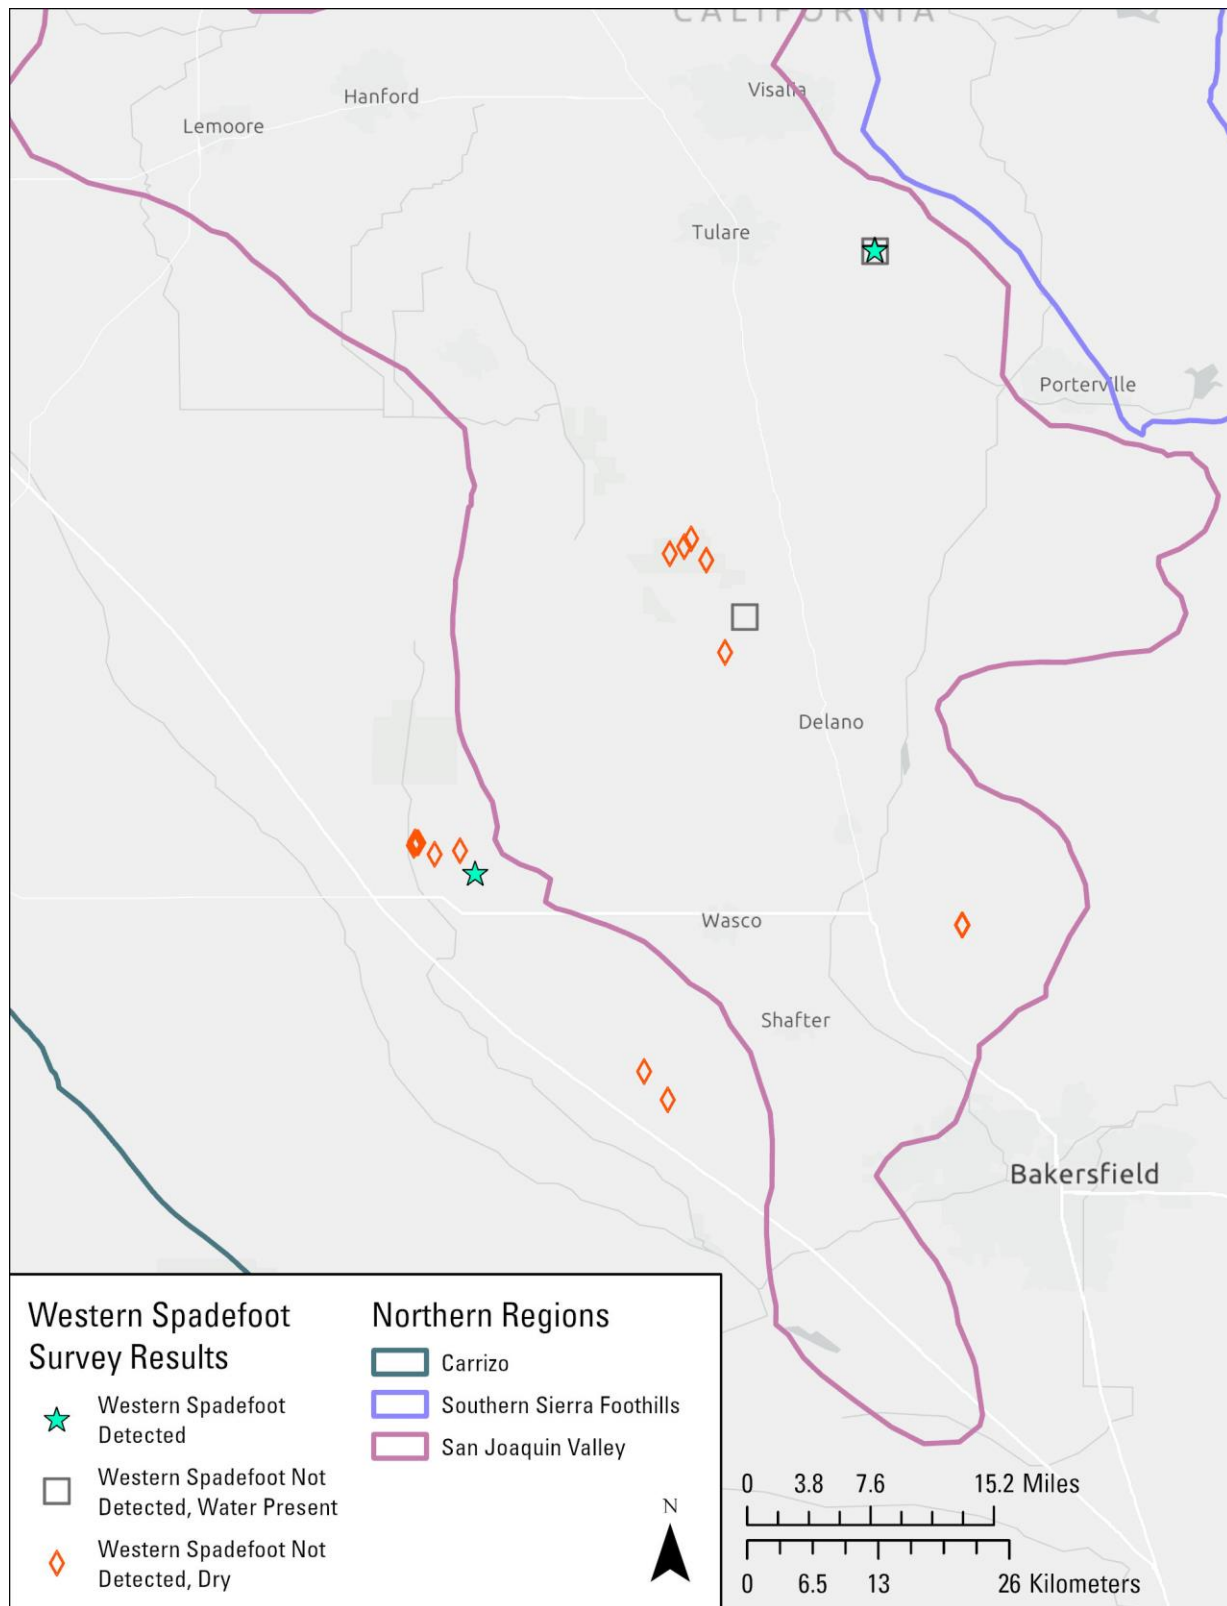 CALIFORNIA
Visalia
Hanford
Lemoore
Tulare
Porterville
Delano
Wasco
Shafter
Bakersfield
Western Spadefoot
Survey Results
Western Spadefoot
Detected
Western Spadefoot Not
Detected, Water Present
Western Spadefoot Not
Detected, Dry
Northern Regions
Carrizo
Southern Sierra Foothills
San Joaquin Valley
N
0 3.8 7.6 15.2 Miles
0 6.5 13 26 Kilometers